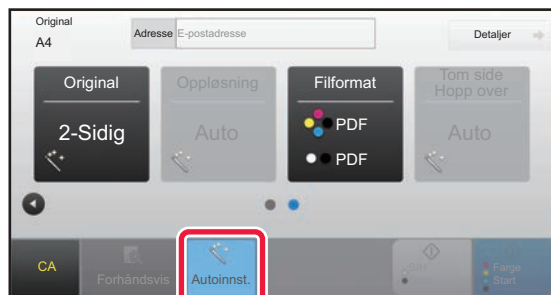 Original
A4
Adresse
E-postadresse
Detaljer
Original
2-Sidig
Oppløsning
Auto
Filformat
PDF
PDF
Tom side
Hopp over
Auto
CA
Forhåndsvis
Autoinnst.
Start
Farge
Start